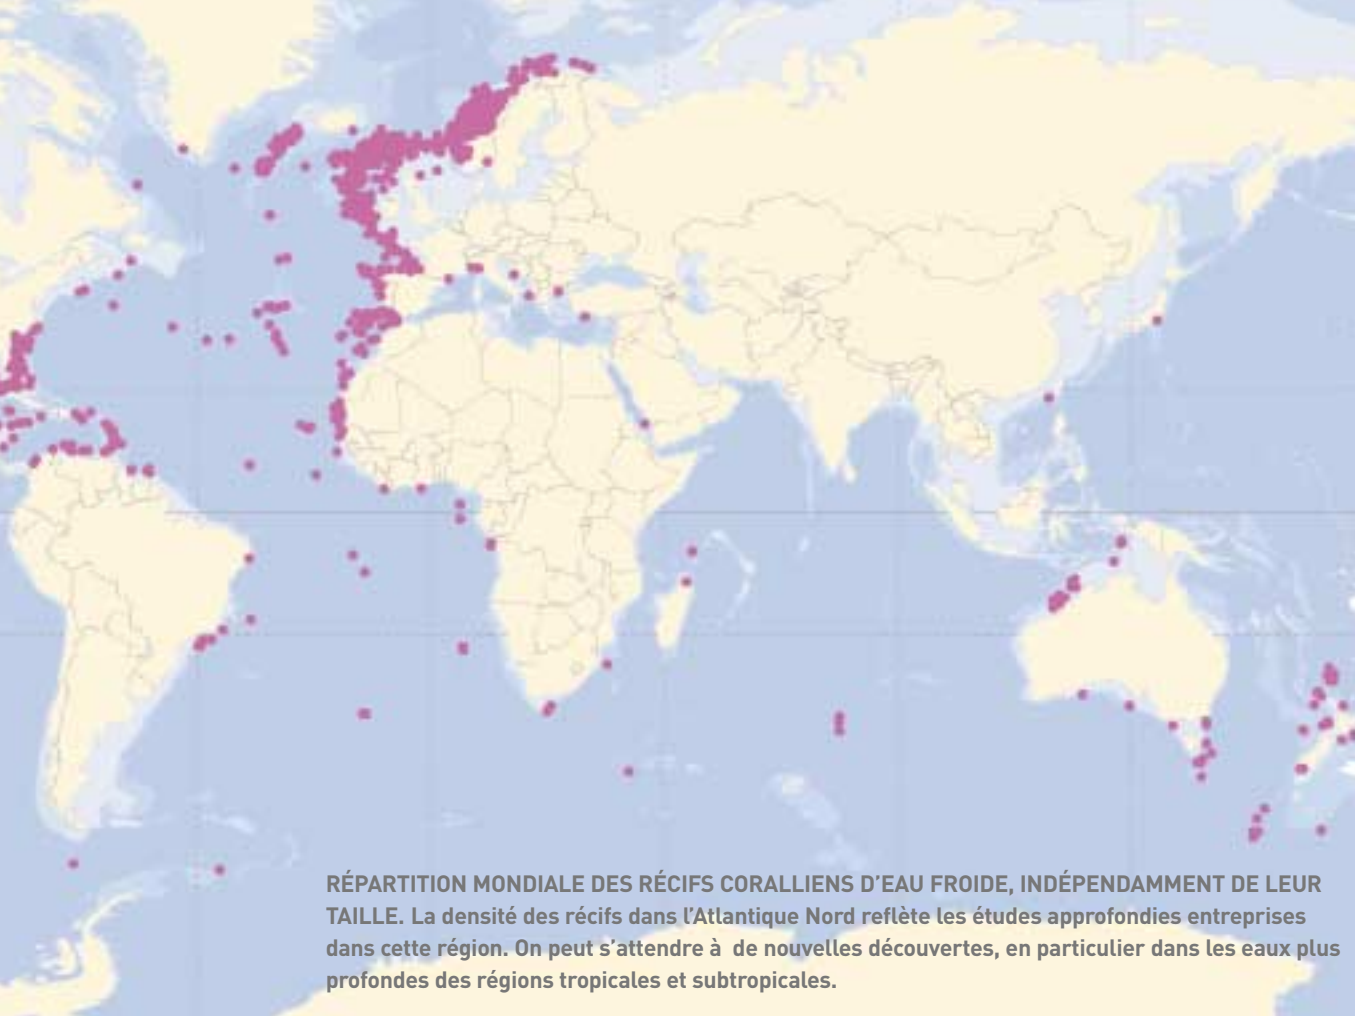 RÉPARTITION MONDIALE DES RÉCIFS CORALLIENS D’EAU FROIDE, INDÉPENDAMMENT DE LEUR
TAILLE. La densité des récifs dans l’Atlantique Nord reflète les études approfondies entreprises
dans cette région. On peut s’attendre à de nouvelles découvertes, en particulier dans les eaux plus
profondes des régions tropicales et subtropicales.